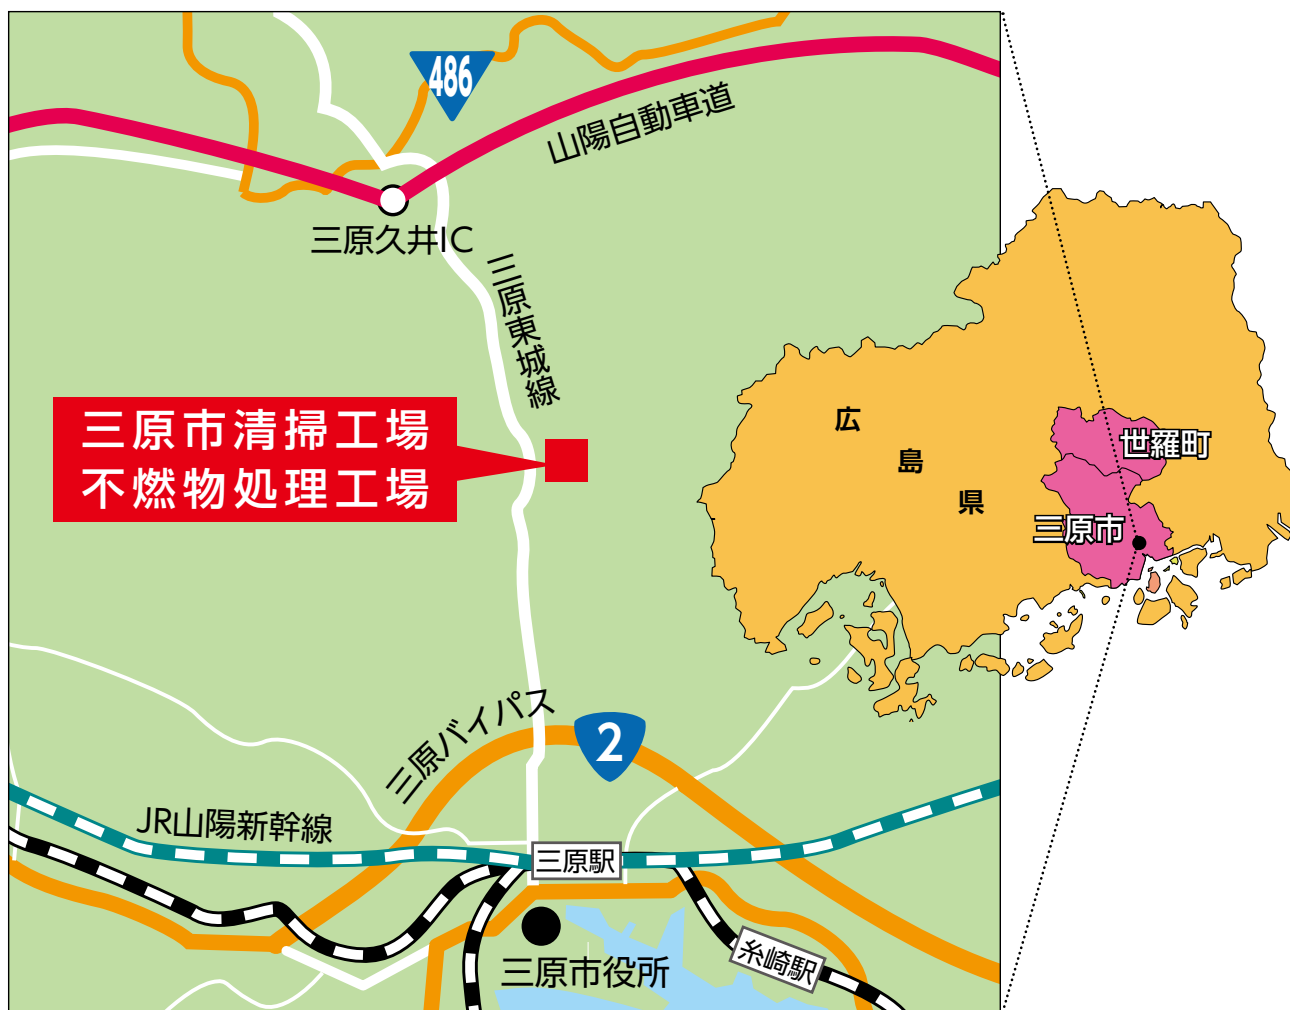 486
山陽自動車道
三原久井IC
三原東城線
三原市清掃工場
不燃物処理工場
広島県
世羅町
三原市
三原バイパス
2
JR山陽新幹線
三原駅
糸崎駅
三原市役所